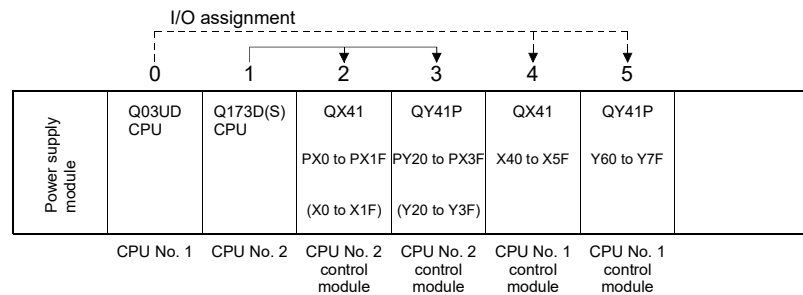 I/O assignment
0 1 2 3 4 5
Power supply
module
Q03UD
CPU
Q173D(S)
CPU
QX41
PX0 to PX1F
(X0 to X1F)
QY41P
PY20 to PX3F
(Y20 to Y3F)
QX41
X40 to X5F
QY41P
Y60 to Y7F
CPU No. 1
CPU No. 2
CPU No. 2
control
module
CPU No. 2
control
module
CPU No. 1
control
module
CPU No. 1
control
module